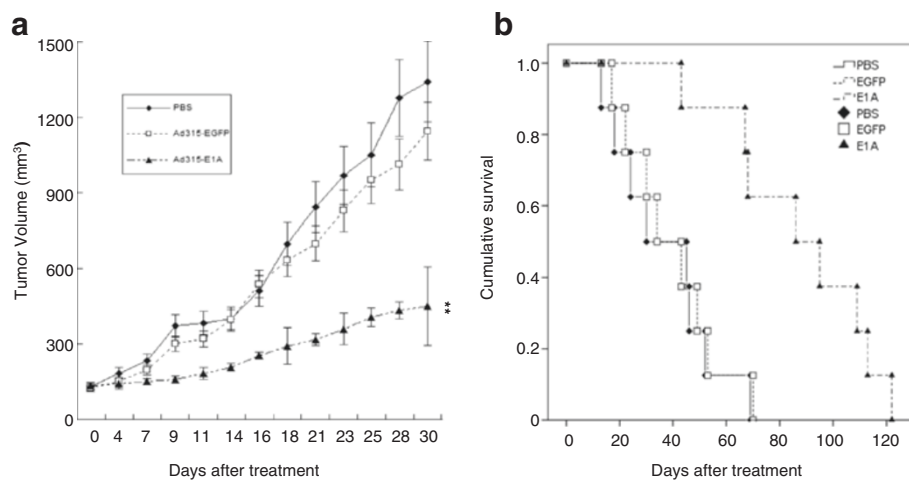 a
1500
1200
900
600
300
0
Tumor Volume (mm³)
PBS
Ad315-EGFP
Ad315-E1A
**
0 4 7 9 11 14 16 18 21 23 25 28 30
Days after treatment
b
1.0
0.8
0.6
0.4
0.2
0
Cumulative survival
PBS
EGFP
E1A
PBS
EGFP
E1A
0 20 40 60 80 100 120
Days after treatment